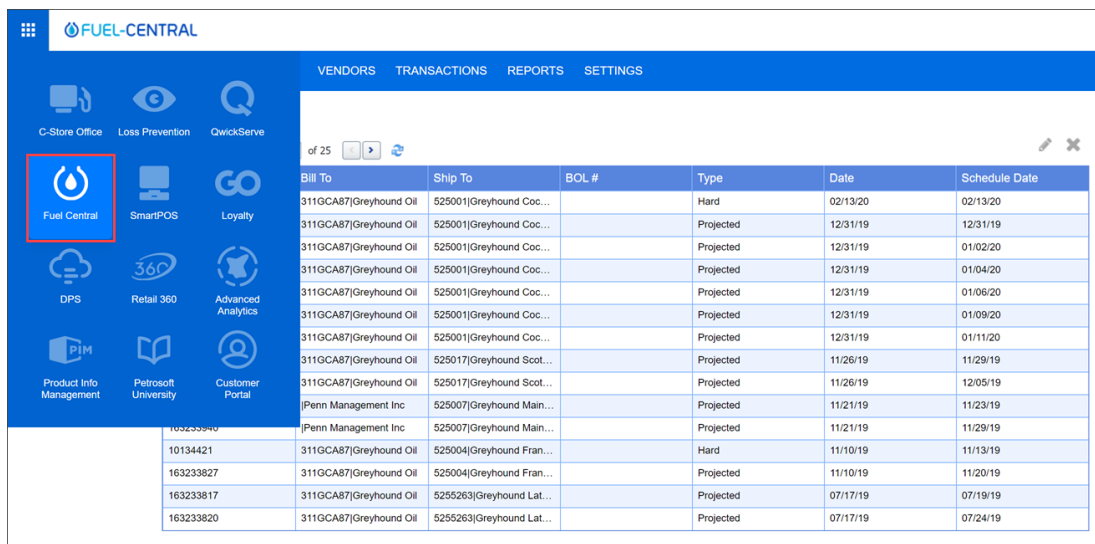 FUEL-CENTRAL
VENDORS TRANSACTIONS REPORTS SETTINGS
C-Store Office Loss Prevention QwickServe
GO
Fuel Central SmartPOS Loyalty
360
DPS Retail 360 Advanced
Analytics
PIM
Product Info Petrosoft Customer
Management University Portal
of 25
Bill To Ship To BOL # Type Date Schedule Date
311GCA87|Greyhound Oil 525001|Greyhound Coc... Hard 02/13/20 02/13/20
311GCA87|Greyhound Oil 525001|Greyhound Coc... Projected 12/31/19 12/31/19
311GCA87|Greyhound Oil 525001|Greyhound Coc... Projected 12/31/19 01/02/20
311GCA87|Greyhound Oil 525001|Greyhound Coc... Projected 12/31/19 01/04/20
311GCA87|Greyhound Oil 525001|Greyhound Coc... Projected 12/31/19 01/06/20
311GCA87|Greyhound Oil 525001|Greyhound Coc... Projected 12/31/19 01/09/20
311GCA87|Greyhound Oil 525001|Greyhound Coc... Projected 12/31/19 01/11/20
311GCA87|Greyhound Oil 525017|Greyhound Scot... Projected 11/26/19 11/29/19
311GCA87|Greyhound Oil 525017|Greyhound Scot... Projected 11/26/19 12/05/19
|Penn Management Inc 525007|Greyhound Main... Projected 11/21/19 11/23/19
|Penn Management Inc 525007|Greyhound Main... Projected 11/21/19 11/29/19
10134421 311GCA87|Greyhound Oil 525004|Greyhound Fran... Hard 11/10/19 11/13/19
163233827 311GCA87|Greyhound Oil 525004|Greyhound Fran... Projected 11/10/19 11/20/19
163233817 311GCA87|Greyhound Oil 5255263|Greyhound Lat... Projected 07/17/19 07/19/19
163233820 311GCA87|Greyhound Oil 5255263|Greyhound Lat... Projected 07/17/19 07/24/19